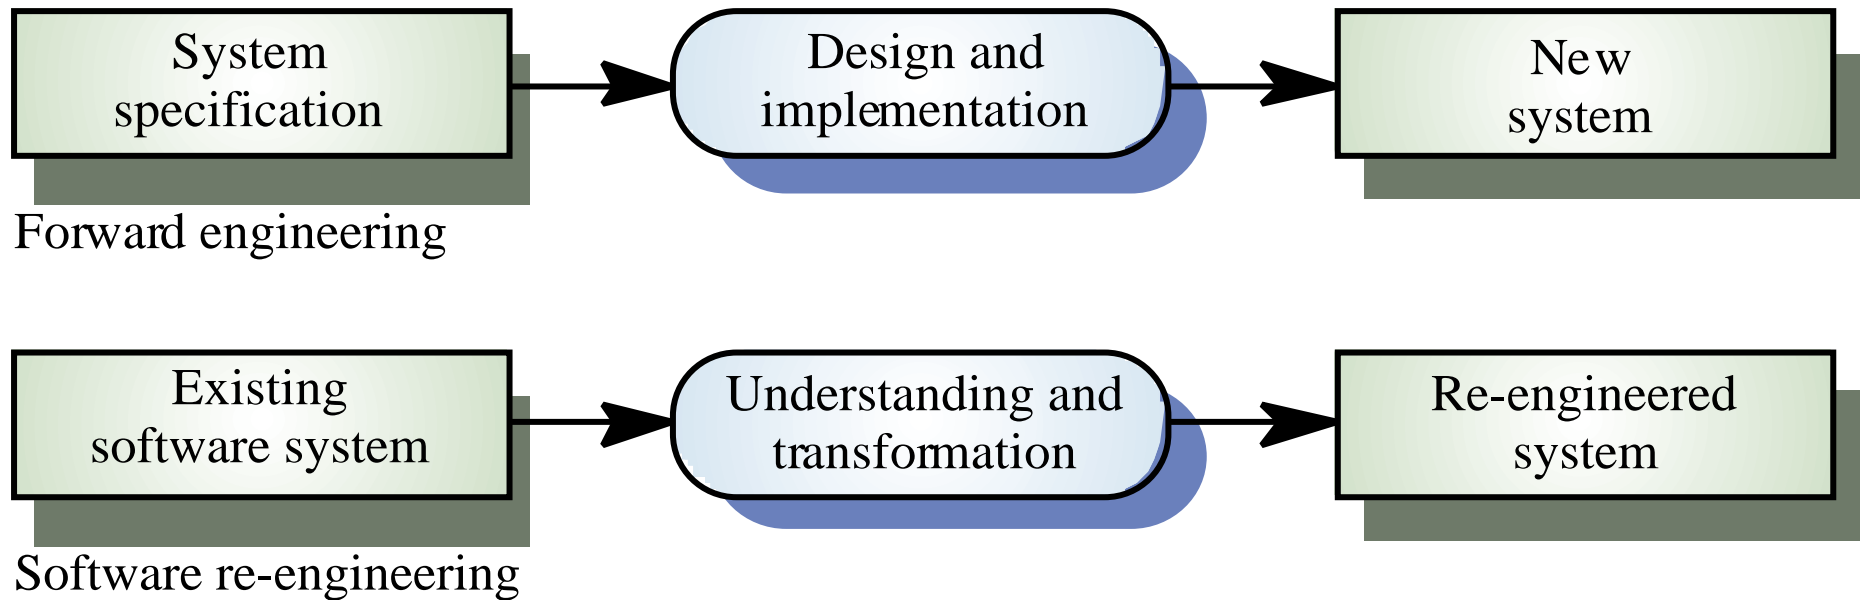 System
specification
Design and
implementation
New
system
Forward engineering
Existing
software system
Understanding and
transformation
Re-engineered
system
Software re-engineering